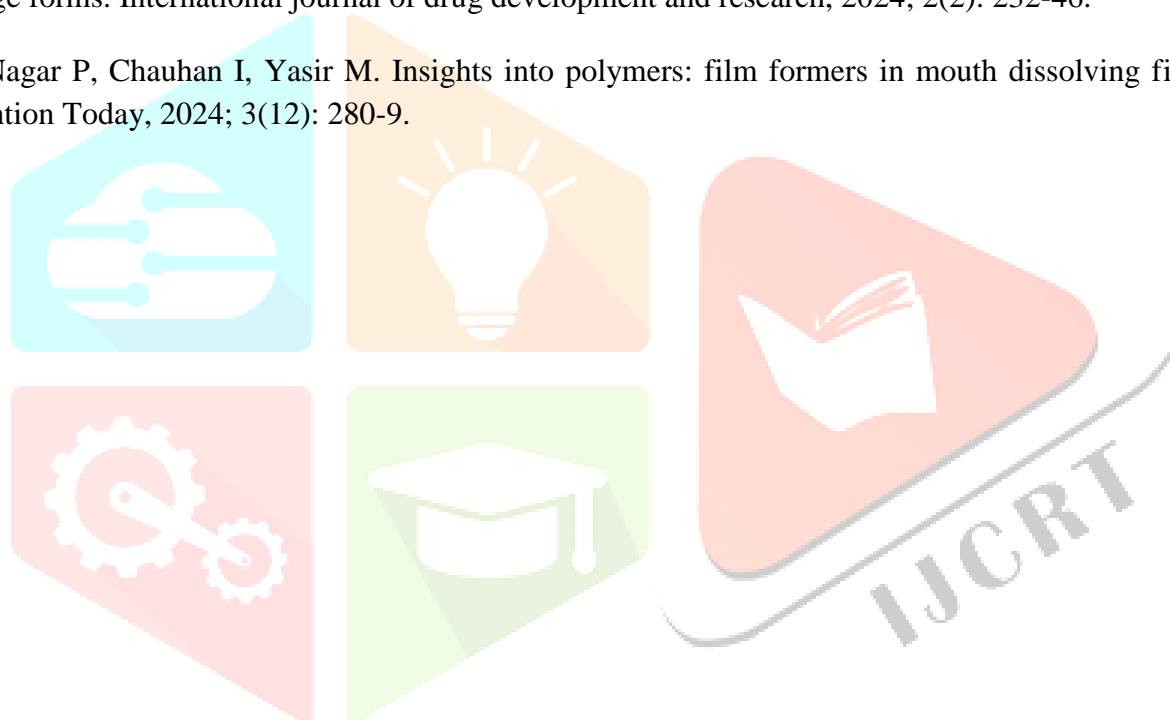 ge forms. International journal of drug development and research, 2024; 2(2): 232-46.
Nagar P, Chauhan I, Yasir M. Insights into polymers: film formers in mouth dissolving fi
ntion Today, 2024; 3(12): 280-9.
IJCRT